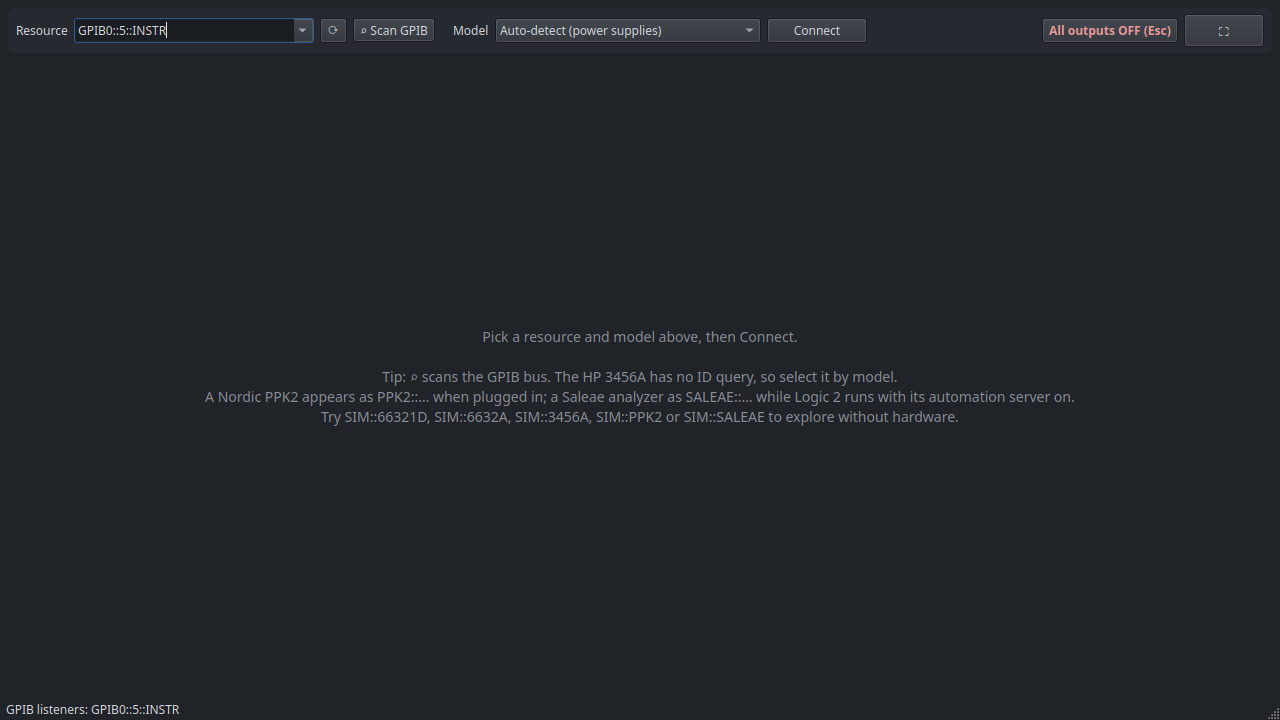 Resource GPIB0::5::INSTR ⟳ ⌕ Scan GPIB Model Auto-detect (power supplies) Connect All outputs OFF (Esc) ⛶
Pick a resource and model above, then Connect.
Tip: ⌕ scans the GPIB bus. The HP 3456A has no ID query, so select it by model.
A Nordic PPK2 appears as PPK2::... when plugged in; a Saleae analyzer as SALEAE::... while Logic 2 runs with its automation server on.
Try SIM::66321D, SIM::6632A, SIM::3456A, SIM::PPK2 or SIM::SALEAE to explore without hardware.
GPIB listeners: GPIB0::5::INSTR